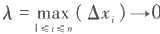 λ = max (Δxᵢ) → 0
1≤i≤n